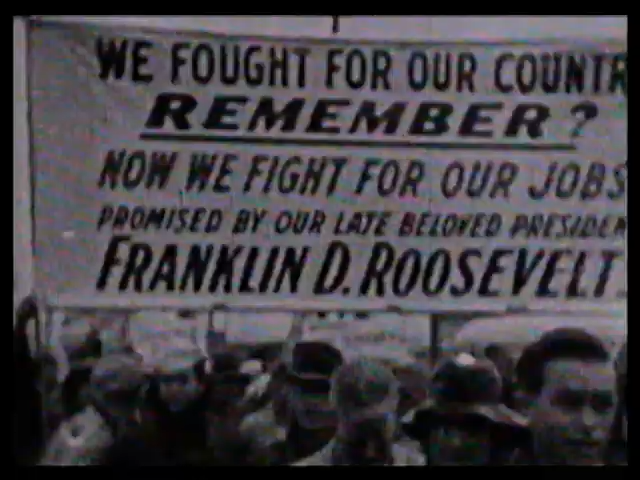 WE FOUGHT FOR OUR COUNTR
REMEMBER?
NOW WE FIGHT FOR OUR JOBS
PROMISED BY OUR LATE BELOVED PRESIDEN
FRANKLIN D. ROOSEVELT.